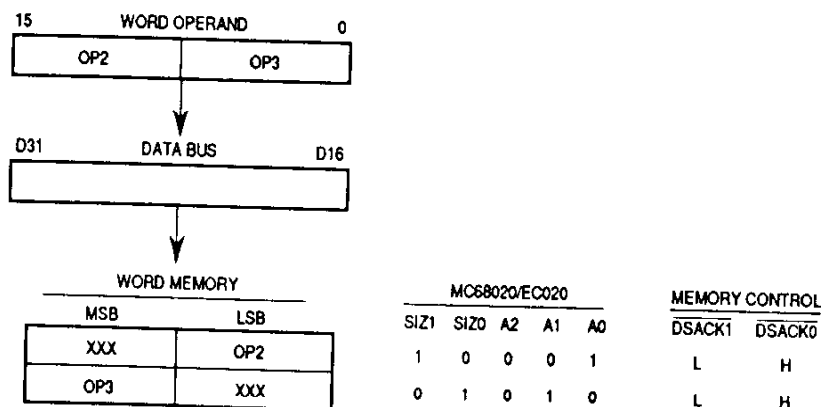 15 WORD OPERAND 0
OP2 OP3
D31 DATA BUS D16
WORD MEMORY
MSB LSB
XXX OP2
OP3 XXX
MC68020/EC020
SIZ1 SIZ0 A2 A1 A0
1 0 0 0 1
0 1 0 1 0
MEMORY CONTROL
DSACK1 DSACK0
L H
L H